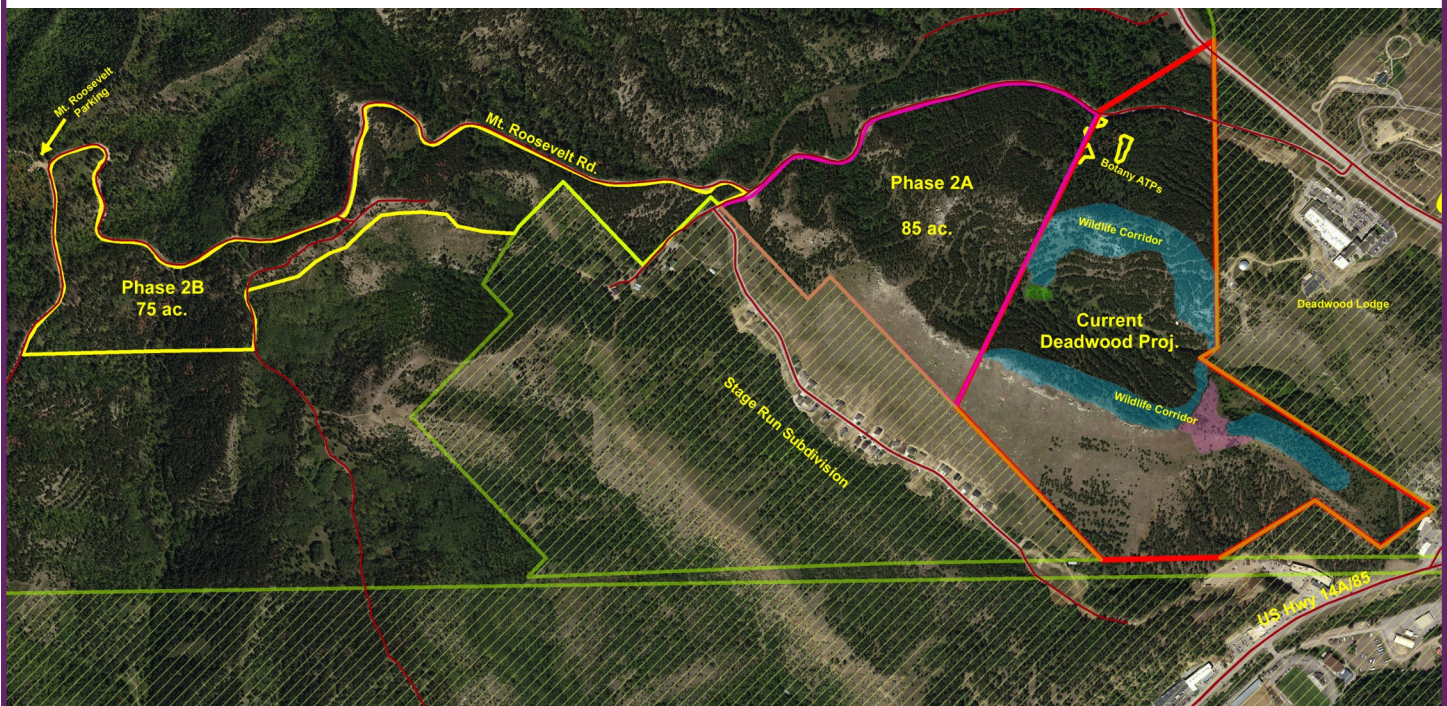 Mt. Roosevelt
Parking
Mt. Roosevelt Rd.
Phase 2A
85 ac.
Botany ATPs
Wildlife Corridor
Phase 2B
75 ac.
Deadwood Lodge
Current
Deadwood Proj.
Stage Run Subdivision
Wildlife Corridor
US Hwy 14A/85